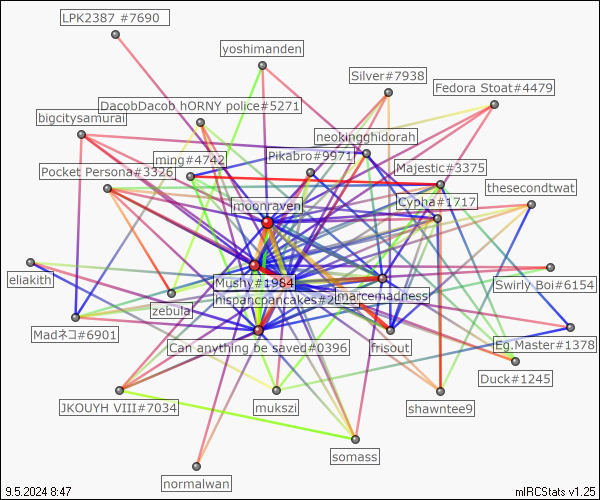 LPK2387 #7690
yoshimanden
Silver#7938
Fedora Stoat#4479
DacobDacob hORNY police#5271
bigcitysamurai
neokingghidorah
ming#4742
Pikabro#9971
Pocket Persona#3326
Majestic#3375
thesecondtwat
moonraven
Cypha#1717
eliakith
Mushy#1984
Swirly Boi#6154
hispancpancakes#2
marcemadness
zebula
Madネコ#6901
Can anything be saved#0396
frisout
Eg.Master#1378
Duck#1245
JKOUYH VIII#7034
mukszi
shawntee9
somass
normalwan
9.5.2024 8:47
mIRCStats v1.25